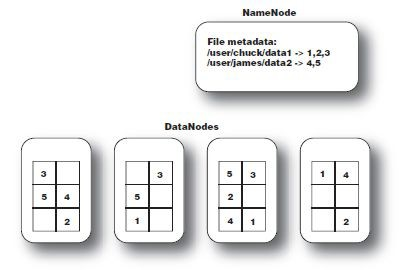 NameNode
File metadata:
/user/chuck/data1 -> 1,2,3
/user/james/data2 -> 4,5
DataNodes
3
5 4
2
3
5
1
5 3
2
4 1
1 4
2